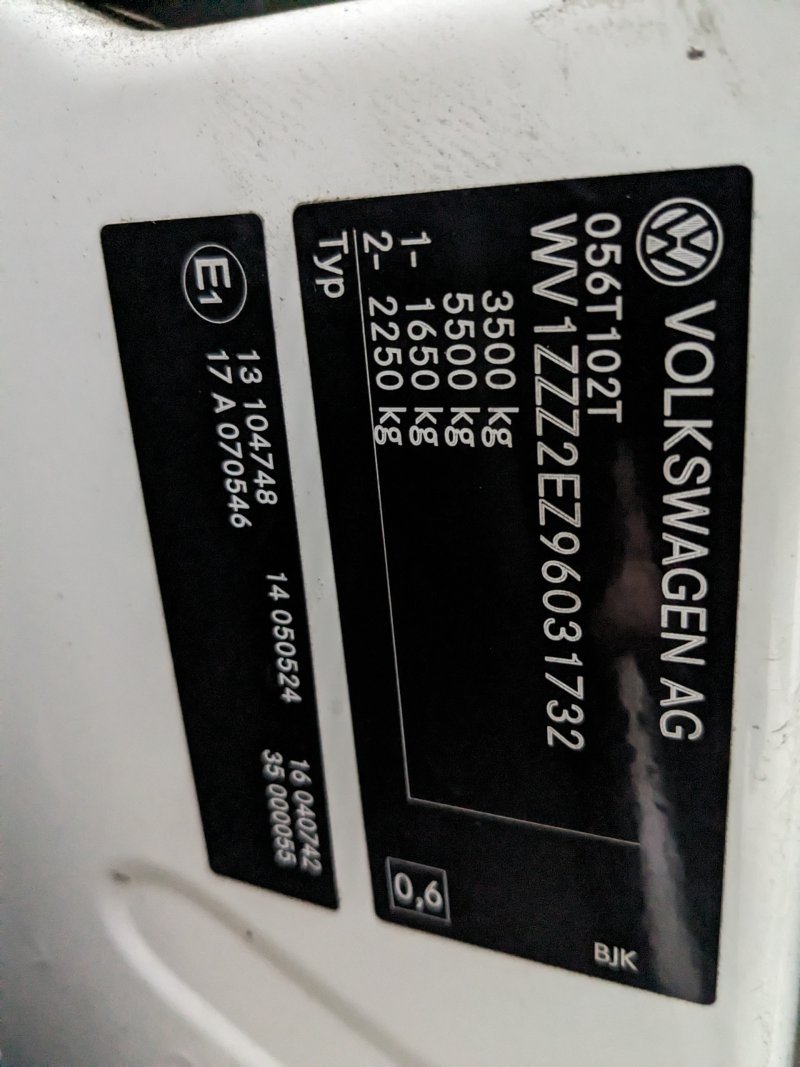 VOLKSWAGEN AG
056T102T
WV1ZZZ2EZ96031732
3500 kg
5500 kg
1- 1650 kg
2- 2250 kg
Typ
BJK
0,6
E1
13 104748
14 050524
16 040742
17 A 070546
35 000055